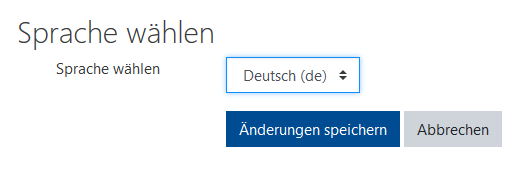 Sprache wählen
Sprache wählen Deutsch (de)
Änderungen speichern Abbrechen